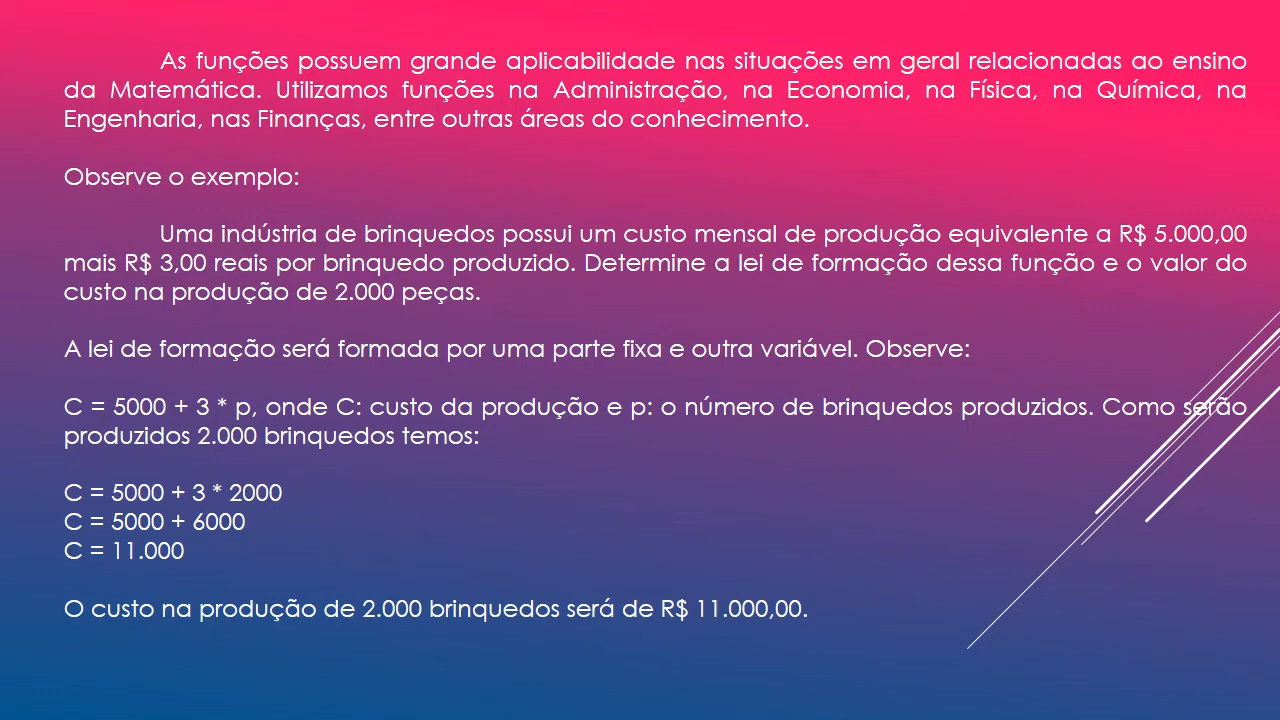 As funções possuem grande aplicabilidade nas situações em geral relacionadas ao ensino
da Matemática. Utilizamos funções na Administração, na Economia, na Física, na Química, na
Engenharia, nas Finanças, entre outras áreas do conhecimento.
Observe o exemplo:
Uma indústria de brinquedos possui um custo mensal de produção equivalente a R$ 5.000,00
mais R$ 3,00 reais por brinquedo produzido. Determine a lei de formação dessa função e o valor do
custo na produção de 2.000 peças.
A lei de formação será formada por uma parte fixa e outra variável. Observe:
C = 5000 + 3 * p, onde C: custo da produção e p: o número de brinquedos produzidos. Como serão
produzidos 2.000 brinquedos temos:
C = 5000 + 3 * 2000
C = 5000 + 6000
C = 11.000
O custo na produção de 2.000 brinquedos será de R$ 11.000,00.